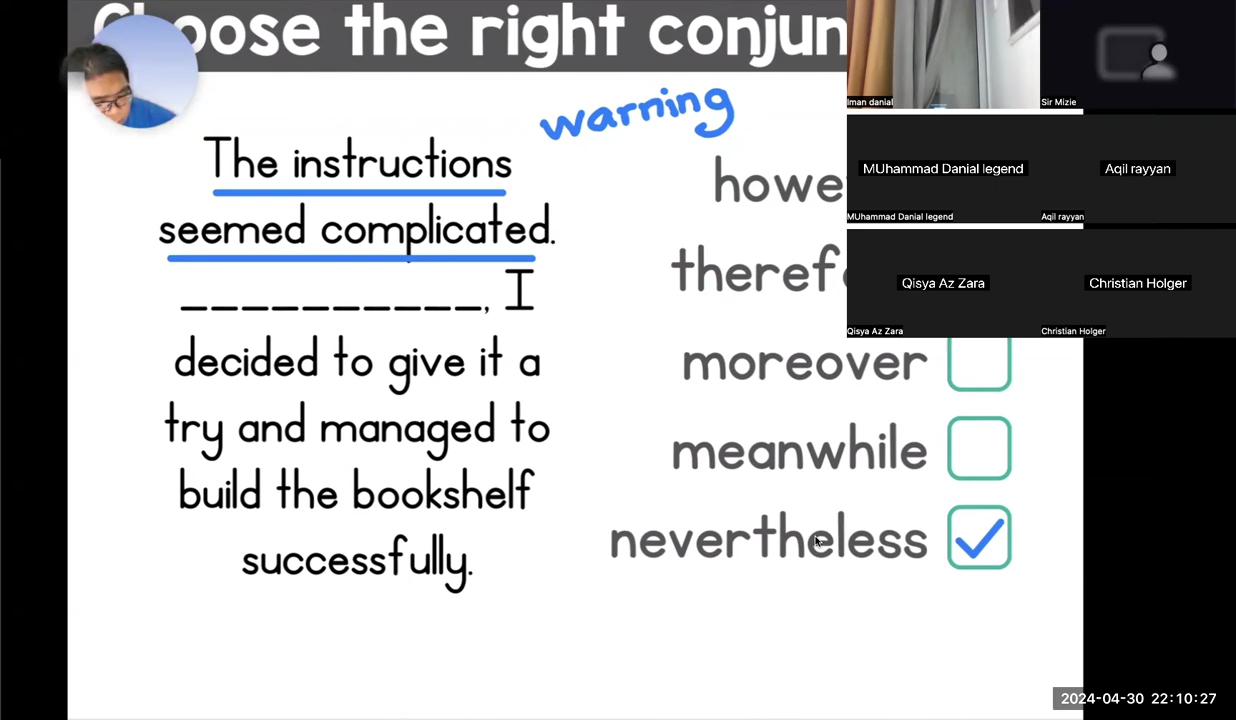 Choose the right conjun
warning
The instructions
seemed complicated.
__________, I
decided to give it a
try and managed to
build the bookshelf
successfully.
howe
theref
moreover
meanwhile
nevertheless
Iman danial
Sir Mizie
MUhammad Danial legend
Aqil rayyan
MUhammad Danial legend
Aqil rayyan
Qisya Az Zara
Christian Holger
Qisya Az Zara
Christian Holger
2024-04-30 22:10:27